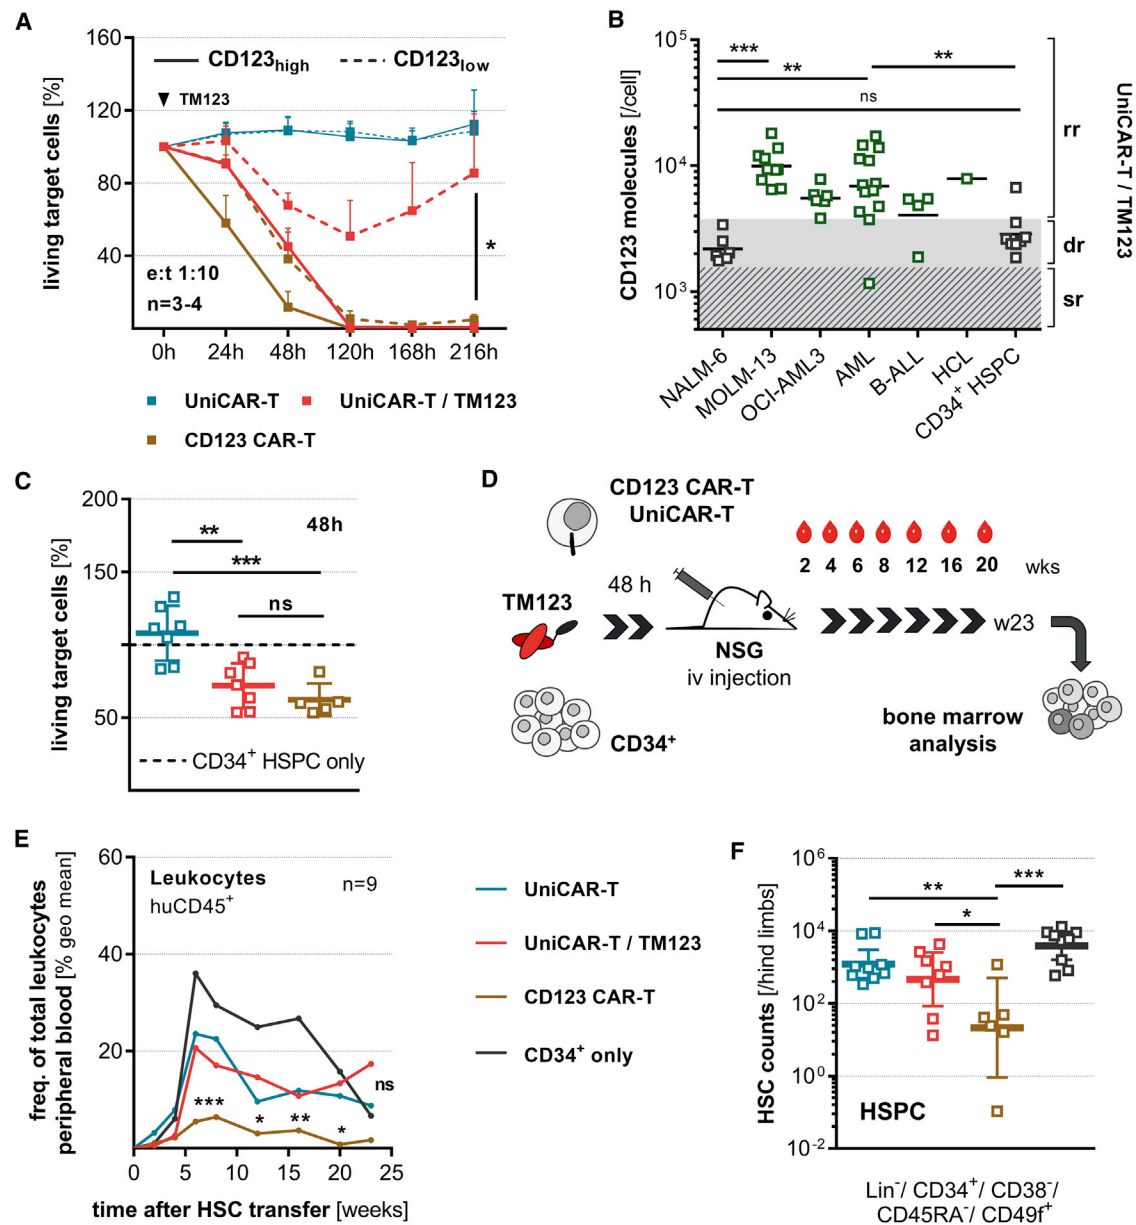 A
160
120
80
40
living target cells [%]
CD123high
CD123low
TM123
e:t 1:10
n=3-4
*
0h 24h 48h 120h 168h 216h
UniCAR-T
UniCAR-T / TM123
CD123 CAR-T
B
10^5
10^4
10^3
CD123 molecules [/cell]
***
**
**
ns
rr
dr
sr
UniCAR-T / TM123
NALM-6
MOLM-13
OCI-AML3
AML
B-ALL
HCL
CD34+ HSPC
C
200
150
50
living target cells [%]
48h
**
***
ns
CD34+ HSPC only
D
CD123 CAR-T
UniCAR-T
TM123
CD34+
48 h
NSG
iv injection
2 4 6 8 12 16 20 wks
w23
bone marrow
analysis
E
60
40
20
freq. of total leukocytes
peripheral blood [% geo mean]
Leukocytes
huCD45+
n=9
***
*
**
*
ns
0 5 10 15 20 25
time after HSC transfer [weeks]
UniCAR-T
UniCAR-T / TM123
CD123 CAR-T
CD34+ only
F
10^6
10^4
10^2
10^0
10^-2
HSC counts [/hind limbs]
**
***
*
HSPC
Lin-/ CD34+/ CD38-/
CD45RA-/ CD49f+